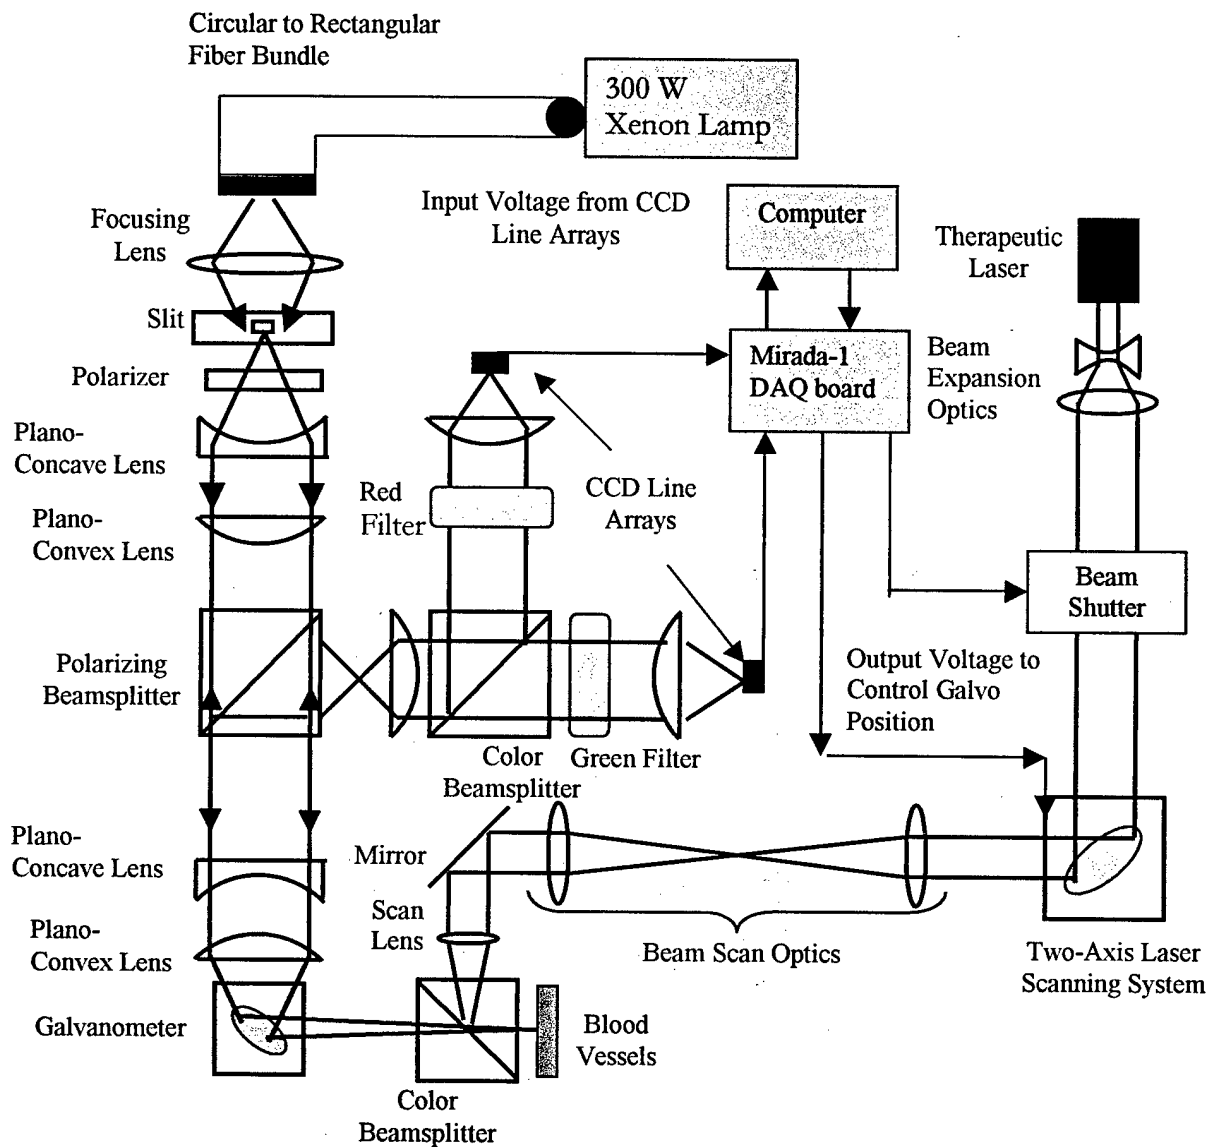 Circular to Rectangular
Fiber Bundle
300 W
Xenon Lamp
Focusing
Lens
Input Voltage from CCD
Line Arrays
Computer
Therapeutic
Laser
Slit
Polarizer
Mirada-1
DAQ board
Beam
Expansion
Optics
Plano-
Concave Lens
Red
Filter
CCD Line
Arrays
Plano-
Convex Lens
Beam
Shutter
Polarizing
Beamsplitter
Output Voltage to
Control Galvo
Position
Color
Beamsplitter
Green Filter
Plano-
Concave Lens
Mirror
Scan
Lens
Plano-
Convex Lens
Beam Scan Optics
Two-Axis Laser
Scanning System
Galvanometer
Blood
Vessels
Color
Beamsplitter